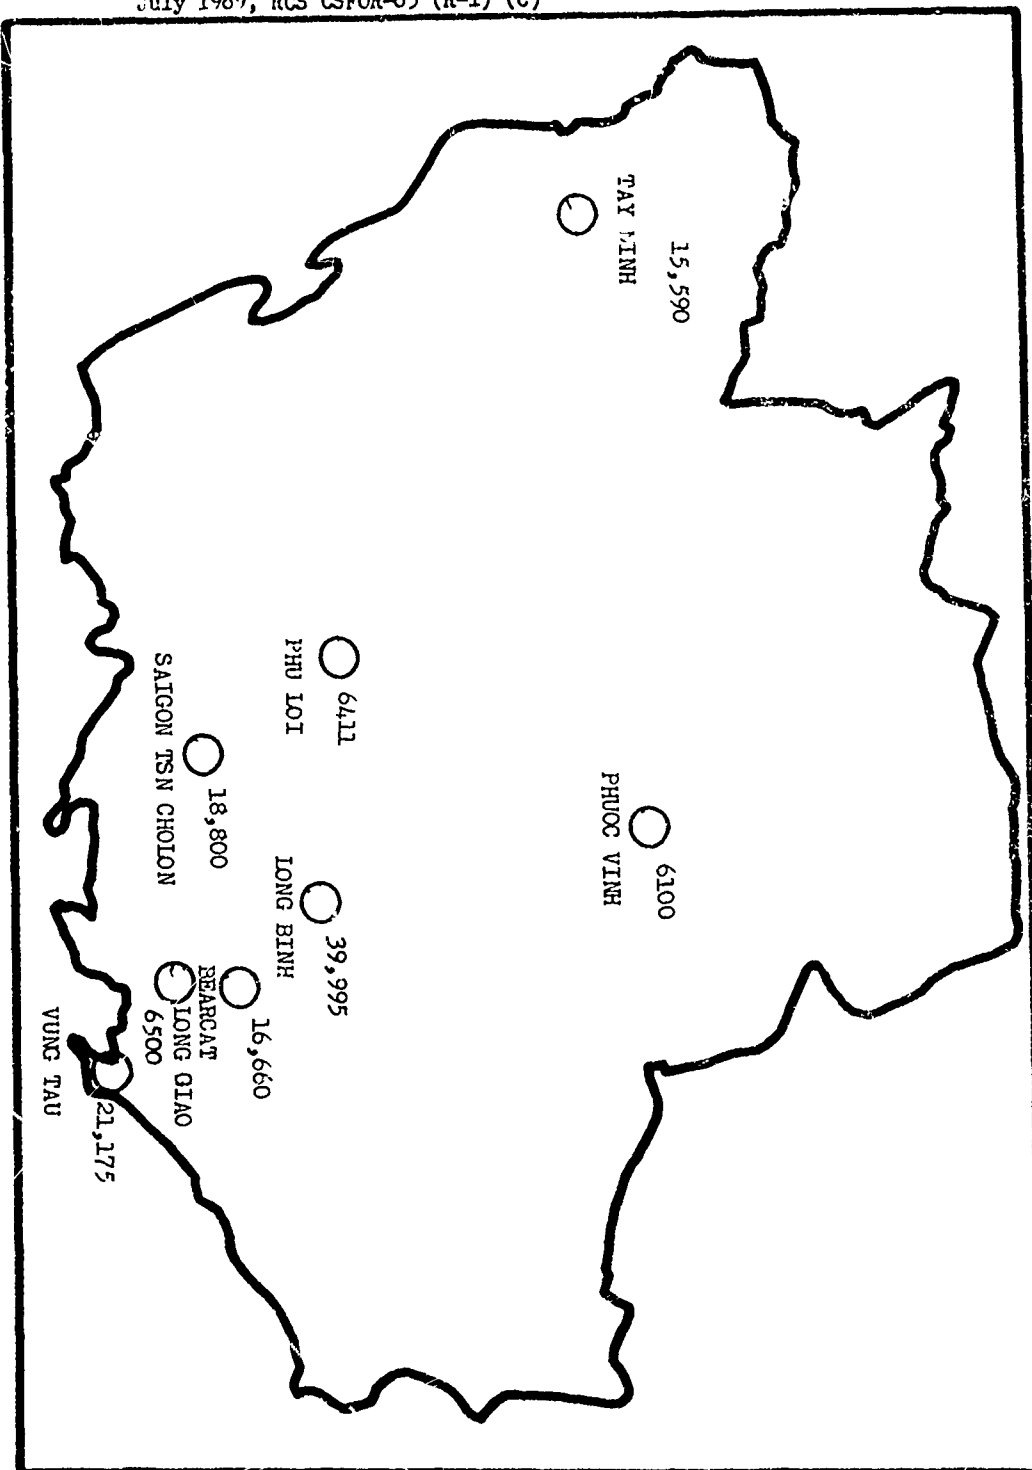 July 1969, RCS CSFOR-65 (R-1) (C)
15,590
TAY NINH
6100
PHUOC VINH
6411
PHU LOI
39,995
LONG BINH
18,800
SAIGON TSN CHOLON
16,660
BEARCAT
LONG GIAO
6500
21,175
VUNG TAU